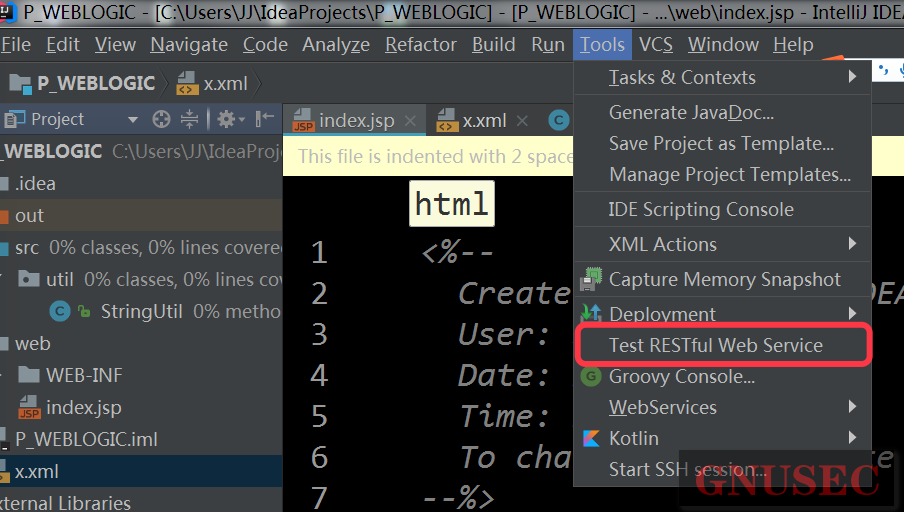 P_WEBLOGIC - [C:\Users\JJ\IdeaProjects\P_WEBLOGIC] - [P_WEBLOGIC] - ...\web\index.jsp - IntelliJ IDEA
File Edit View Navigate Code Analyze Refactor Build Run Tools VCS Window Help
P_WEBLOGIC x.xml
Project
index.jsp x.xml C
_WEBLOGIC C:\Users\JJ\IdeaProj
This file is indented with 2 space
.idea
out
src 0% classes, 0% lines covere
util 0% classes, 0% lines cov
C StringUtil 0% metho
web
WEB-INF
JSP index.jsp
P_WEBLOGIC.iml
x.xml
xternal Libraries
html
1 <%--
2 Create DEA
3 User:
4 Date:
5 Time:
6 To cha te
7 --%>
Tasks & Contexts
Generate JavaDoc...
Save Project as Template...
Manage Project Templates...
IDE Scripting Console
XML Actions
Capture Memory Snapshot
Deployment
Test RESTful Web Service
G Groovy Console...
WebServices
Kotlin
Start SSH session...
GNUSEC